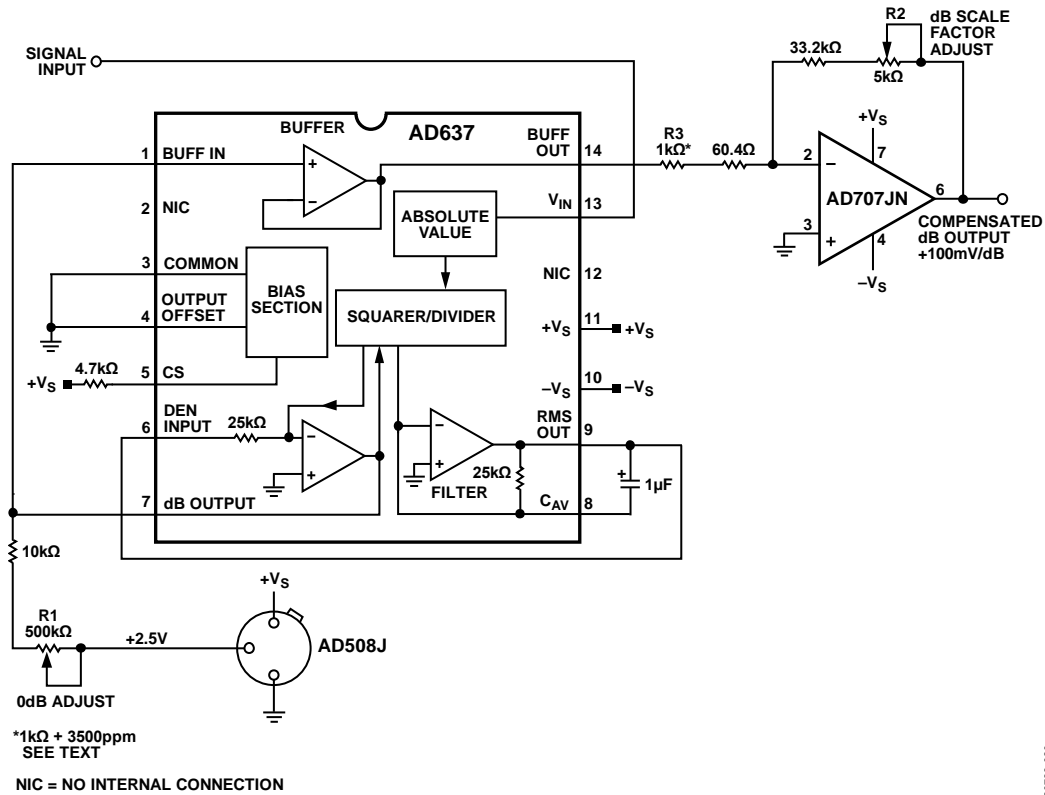 SIGNAL
INPUT
R2
dB SCALE
FACTOR
ADJUST
33.2kΩ
5kΩ
BUFFER
AD637
BUFF
OUT
14
1
BUFF IN
+
−
R3
1kΩ*
60.4Ω
+VS
2
−
7
6
AD707JN
3
+
4
−VS
COMPENSATED
dB OUTPUT
+100mV/dB
2
NIC
ABSOLUTE
VALUE
VIN
13
3
COMMON
NIC
12
BIAS
SECTION
OUTPUT
OFFSET
4
SQUARER/DIVIDER
11
+VS
+VS
4.7kΩ
+VS
5
CS
10
−VS
−VS
DEN
INPUT
6
25kΩ
−
+
−
+
FILTER
25kΩ
RMS
OUT
9
+
1µF
7
dB OUTPUT
CAV
8
10kΩ
+VS
R1
500kΩ
+2.5V
AD508J
0dB ADJUST
*1kΩ + 3500ppm
SEE TEXT
NIC = NO INTERNAL CONNECTION